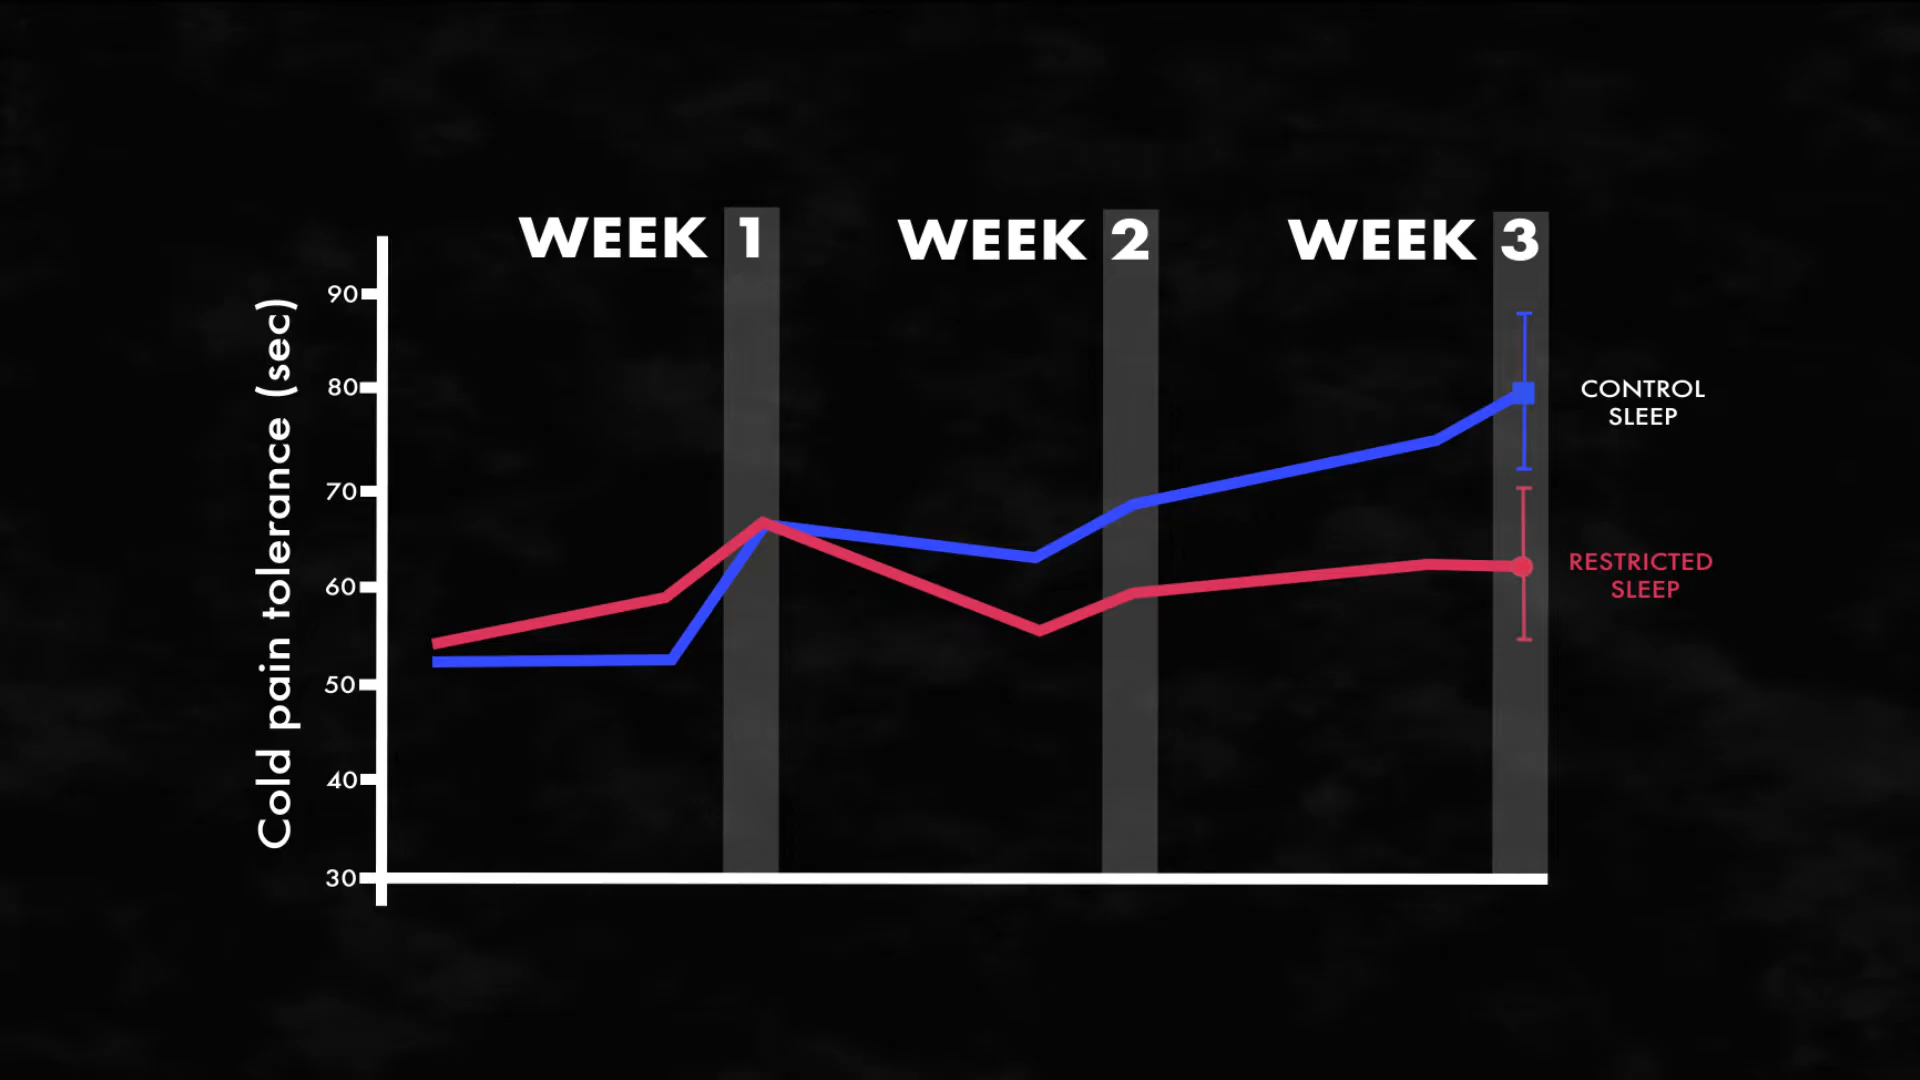 WEEK 1
WEEK 2
WEEK 3
Cold pain tolerance (sec)
90
80
70
60
50
40
30
CONTROL
SLEEP
RESTRICTED
SLEEP